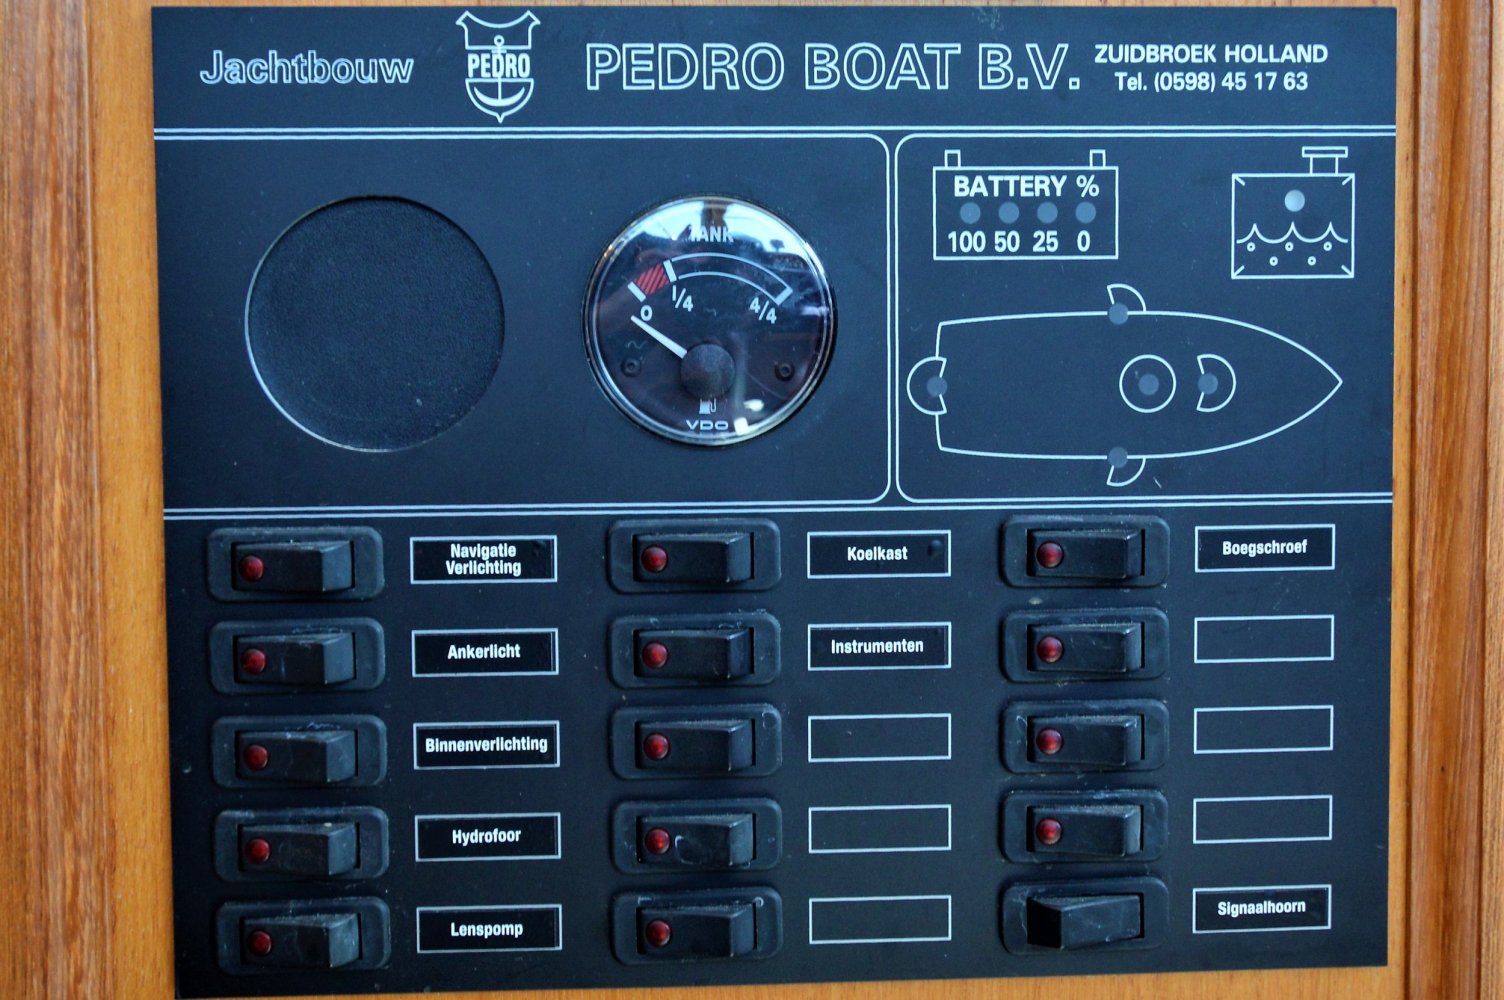 Jachtbouw
PEDRO
PEDRO BOAT B.V.
ZUIDBROEK HOLLAND
Tel. (0598) 45 17 63
TANK
0
1/4
4/4
VDO
BATTERY %
100 50 25 0
Navigatie
Verlichting
Koelkast
Boegschroef
Ankerlicht
Instrumenten
Binnenverlichting
Hydrofoor
Lenspomp
Signaalhoorn